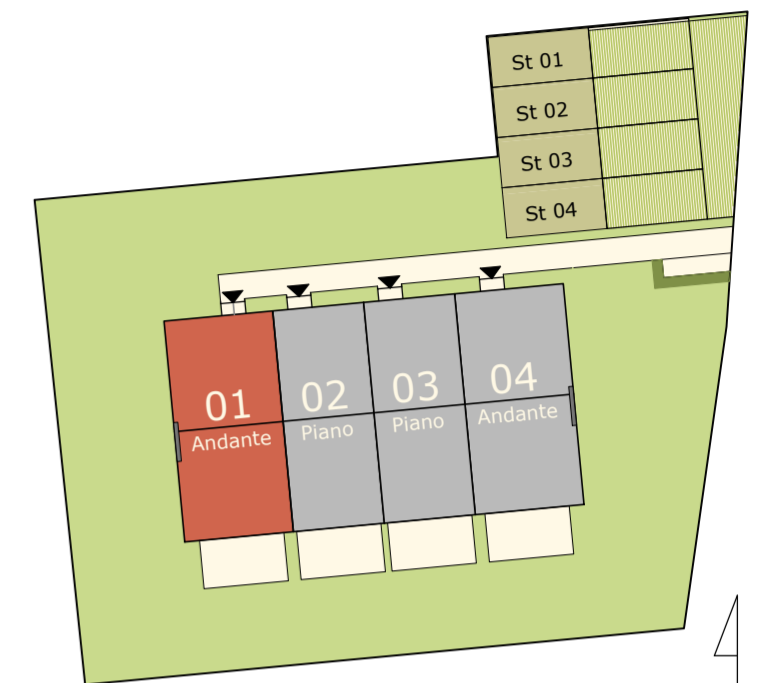 St 01
St 02
St 03
St 04
01
Andante
02
Piano
03
Piano
04
Andante